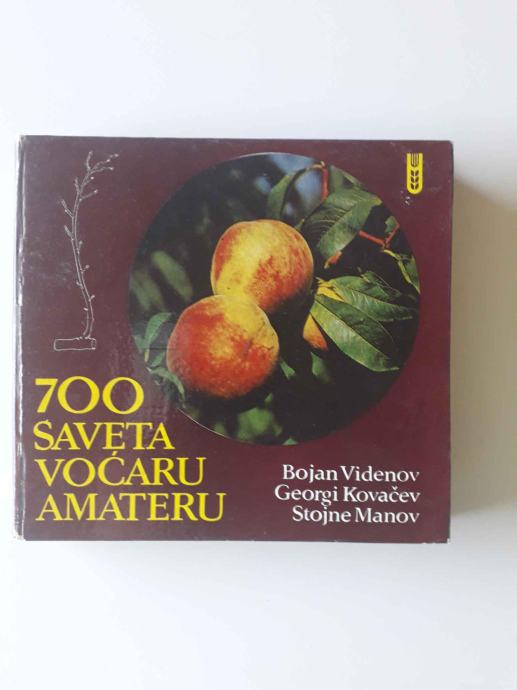 700
SAVETA
VOĆARU
AMATERU
Bojan Videnov
Georgi Kovačev
Stojne Manov